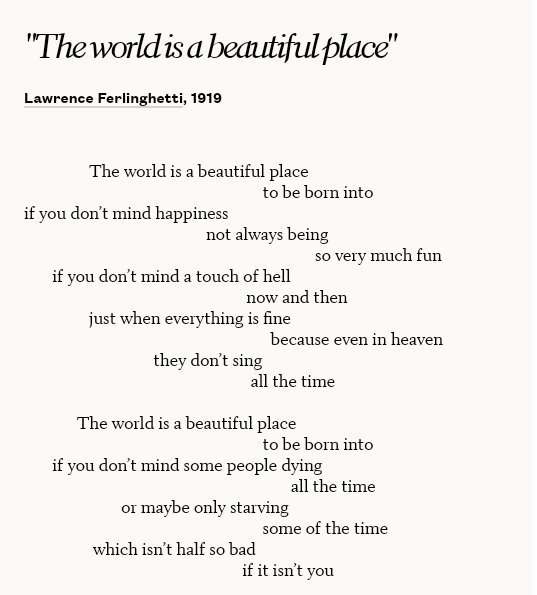 "The world is a beautiful place"
Lawrence Ferlinghetti, 1919
The world is a beautiful place
to be born into
if you don’t mind happiness
not always being
so very much fun
if you don’t mind a touch of hell
now and then
just when everything is fine
because even in heaven
they don’t sing
all the time
The world is a beautiful place
to be born into
if you don’t mind some people dying
all the time
or maybe only starving
some of the time
which isn’t half so bad
if it isn’t you